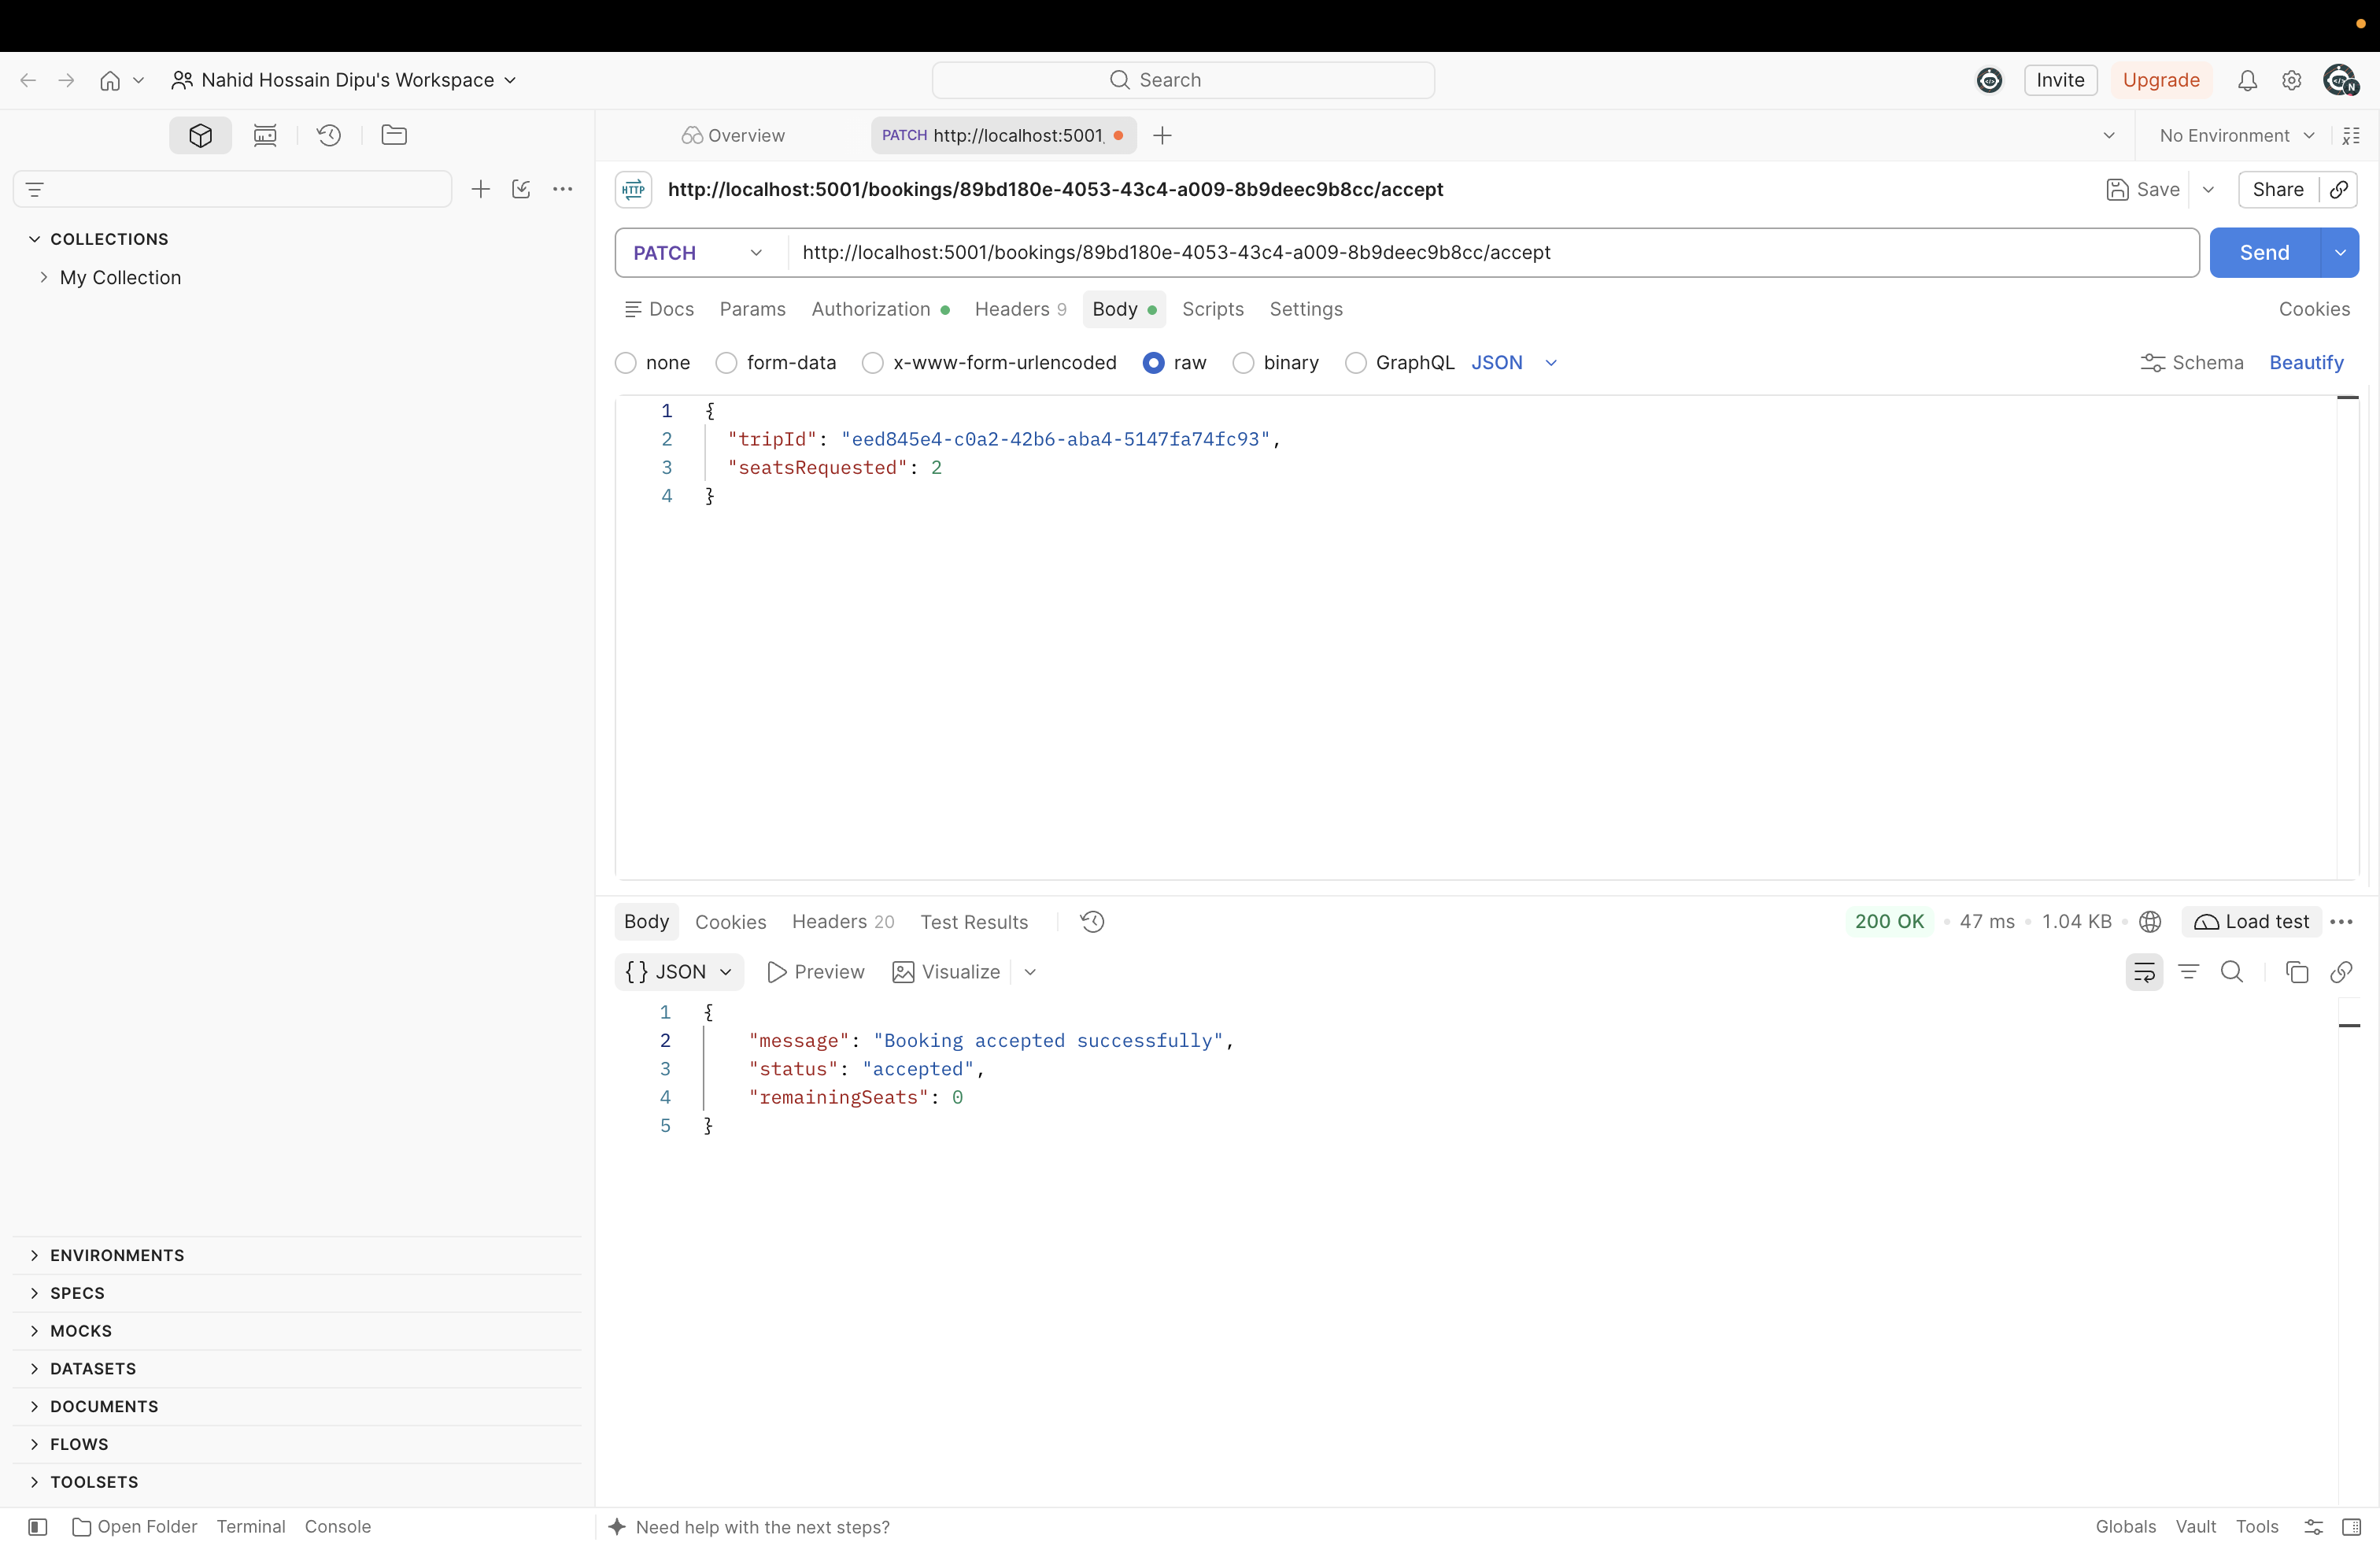 Nahid Hossain Dipu's Workspace
Search
Invite
Upgrade
Overview
PATCH http://localhost:5001
No Environment
COLLECTIONS
My Collection
HTTP
http://localhost:5001/bookings/89bd180e-4053-43c4-a009-8b9deec9b8cc/accept
Save
Share
PATCH
http://localhost:5001/bookings/89bd180e-4053-43c4-a009-8b9deec9b8cc/accept
Send
Docs Params Authorization Headers 9 Body Scripts Settings Cookies
none form-data x-www-form-urlencoded raw binary GraphQL JSON Schema Beautify
1 {
2 "tripId": "eed845e4-c0a2-42b6-aba4-5147fa74fc93",
3 "seatsRequested": 2
4 }
Body Cookies Headers 20 Test Results 200 OK 47 ms 1.04 KB Load test
{} JSON Preview Visualize
1 {
2 "message": "Booking accepted successfully",
3 "status": "accepted",
4 "remainingSeats": 0
5 }
ENVIRONMENTS
SPECS
MOCKS
DATASETS
DOCUMENTS
FLOWS
TOOLSETS
Open Folder Terminal Console
Need help with the next steps?
Globals Vault Tools